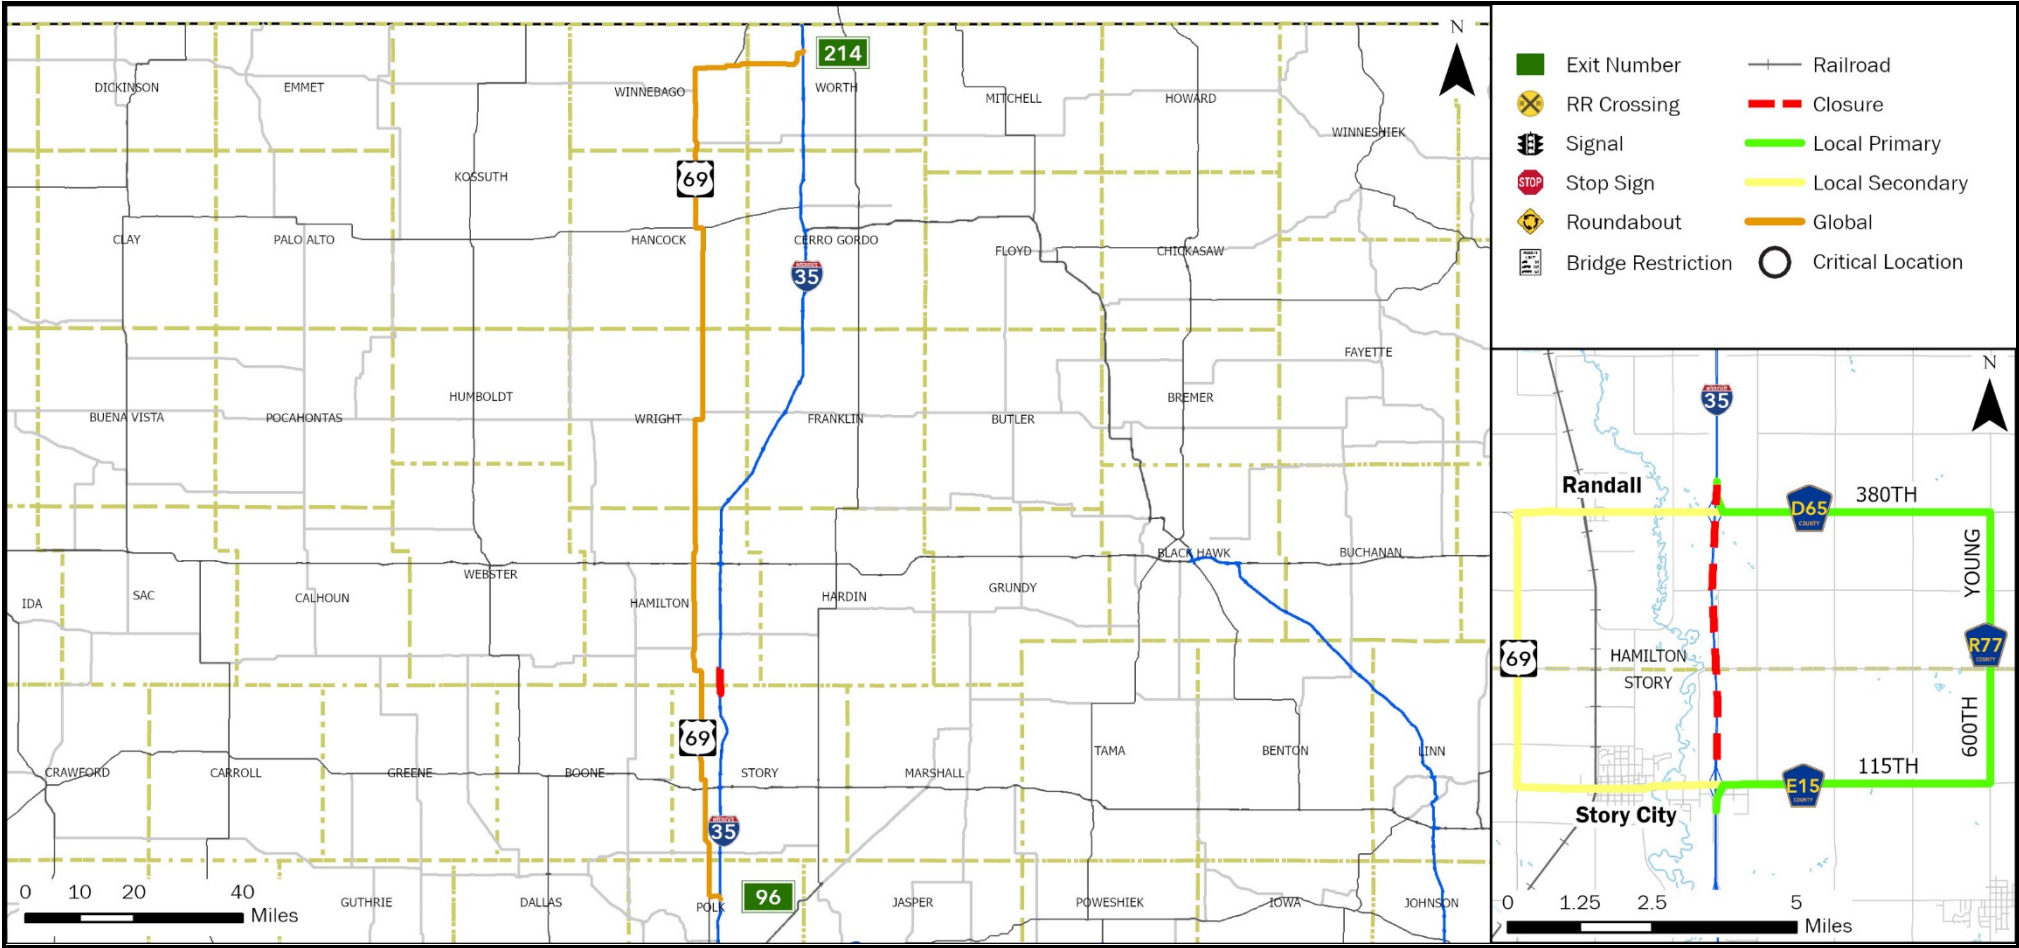 N
214
DICKINSON
EMMET
WINNEBAGO
WORTH
MITCHELL
HOWARD
WINNESHIEK
KOSSUTH
69
CLAY
PALO ALTO
HANCOCK
CERRO GORDO
FLOYD
CHICKASAW
35
FAYETTE
HUMBOLDT
BREMER
BUENA VISTA
POCAHONTAS
WRIGHT
FRANKLIN
BUTLER
BLACK HAWK
BUCHANAN
WEBSTER
IDA
SAC
CALHOUN
HAMILTON
HARDIN
GRUNDY
69
TAMA
BENTON
LINN
CRAWFORD
CARROLL
GREENE
BOONE
STORY
MARSHALL
35
96
GUTHRIE
DALLAS
POLK
JASPER
POWESHIEK
IOWA
JOHNSON
0 10 20 40
Miles
Exit Number
RR Crossing
Signal
STOP
Stop Sign
Roundabout
Bridge Restriction
Railroad
Closure
Local Primary
Local Secondary
Global
Critical Location
N
35
Randall
D65
COUNTY
380TH
YOUNG
69
HAMILTON
STORY
R77
COUNTY
600TH
115TH
E15
COUNTY
Story City
0 1.25 2.5 5
Miles